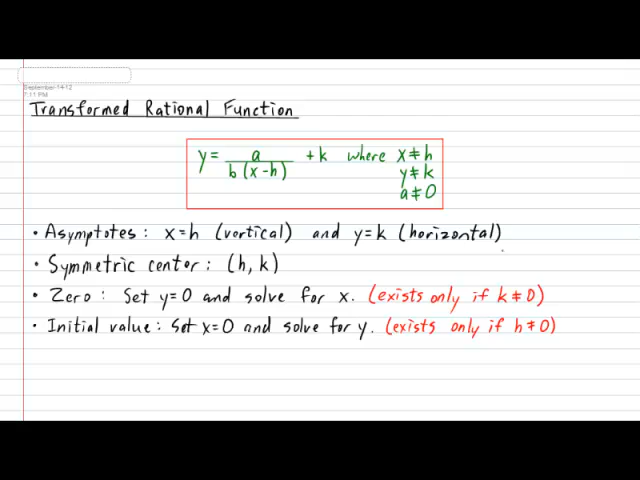 September-14-12
7:11 PM
Transformed Rational Function
y = a / b(x-h) + k where x ≠ h
y ≠ k
a ≠ 0
• Asymptotes: x=h (vertical) and y=k (horizontal)
• Symmetric center: (h, k)
• Zero: Set y=0 and solve for x. (exists only if k ≠ 0)
• Initial value: Set x=0 and solve for y. (exists only if h ≠ 0)